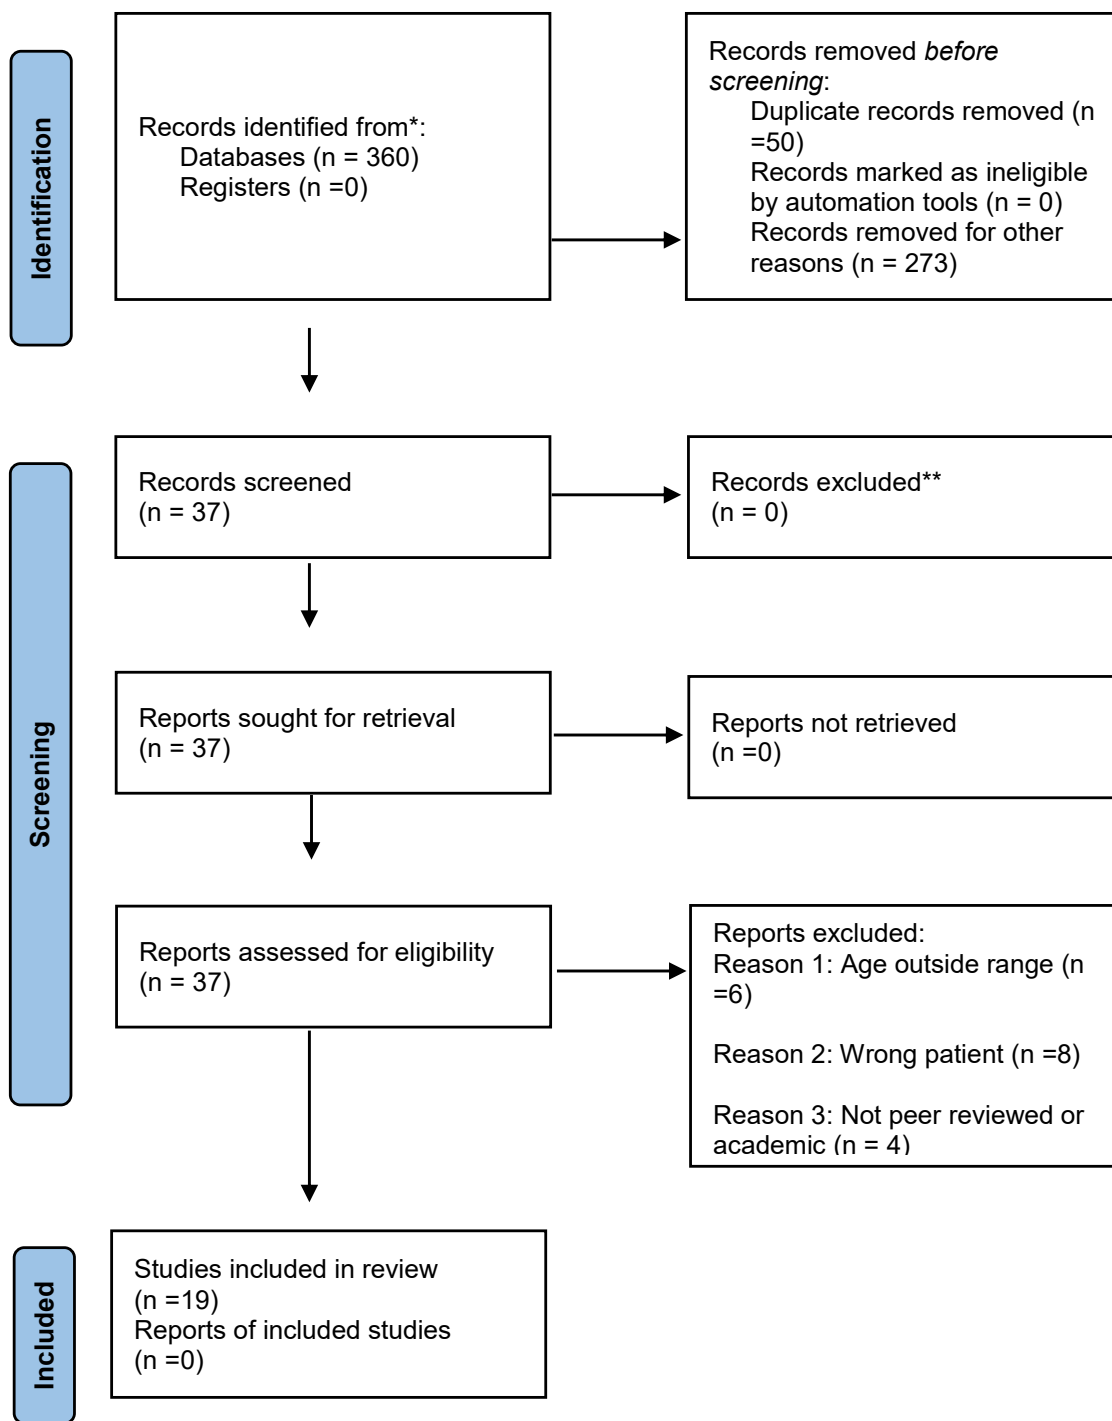 Identification
Records identified from*:
Databases (n = 360)
Registers (n =0)
Records removed before
screening:
Duplicate records removed (n
=50)
Records marked as ineligible
by automation tools (n = 0)
Records removed for other
reasons (n = 273)
Screening
Records screened
(n = 37)
Records excluded**
(n = 0)
Reports sought for retrieval
(n = 37)
Reports not retrieved
(n =0)
Reports assessed for eligibility
(n = 37)
Reports excluded:
Reason 1: Age outside range (n
=6)
Reason 2: Wrong patient (n =8)
Reason 3: Not peer reviewed or
academic (n = 4)
Included
Studies included in review
(n =19)
Reports of included studies
(n =0)